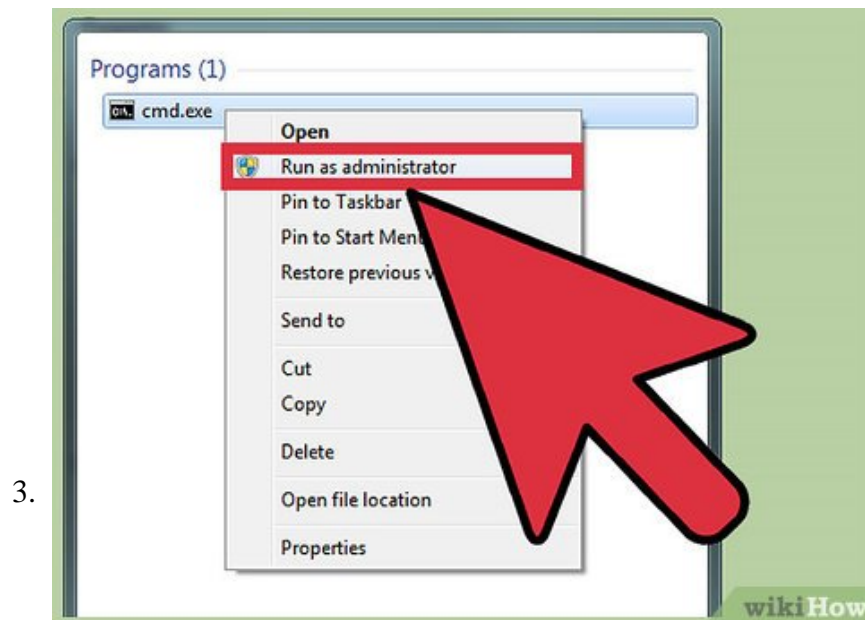 Programs (1)
cmd.exe
Open
Run as administrator
Pin to Taskbar
Pin to Start Men
Restore previous v
Send to
Cut
Copy
Delete
3.
Open file location
Properties
wikiHow